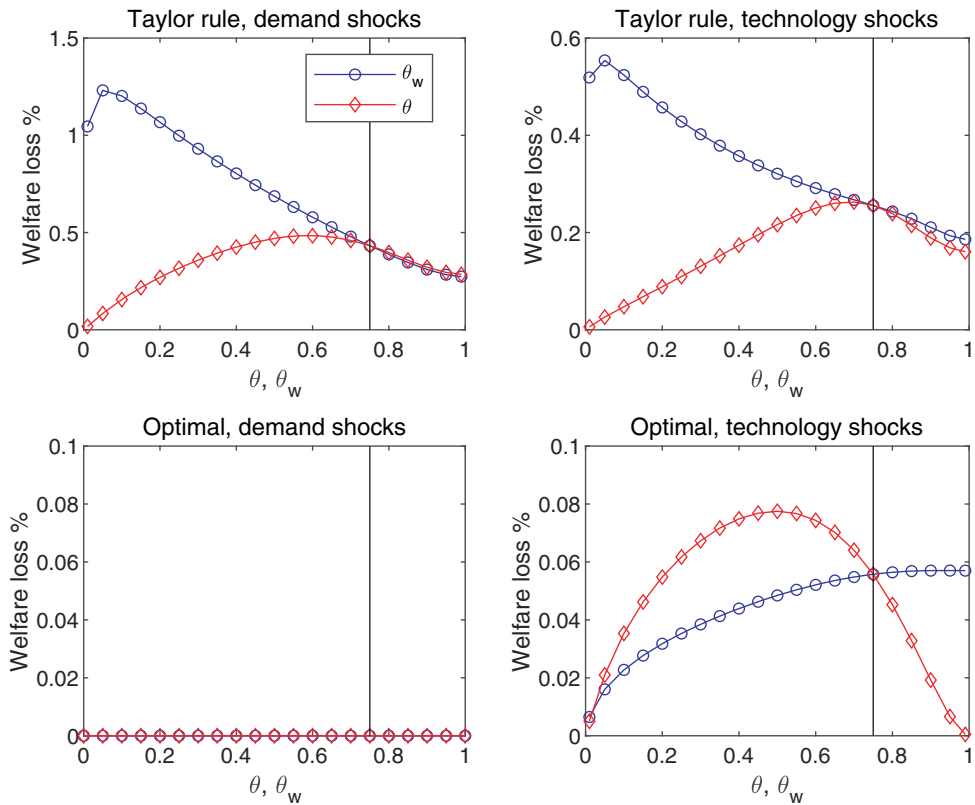 Taylor rule, demand shocks
Welfare loss %
1.5
1
0.5
0
0 0.2 0.4 0.6 0.8 1
θ, θw
θw
θ
Taylor rule, technology shocks
Welfare loss %
0.6
0.4
0.2
0
0 0.2 0.4 0.6 0.8 1
θ, θw
Optimal, demand shocks
Welfare loss %
0.1
0.08
0.06
0.04
0.02
0
0 0.2 0.4 0.6 0.8 1
θ, θw
Optimal, technology shocks
Welfare loss %
0.1
0.08
0.06
0.04
0.02
0
0 0.2 0.4 0.6 0.8 1
θ, θw